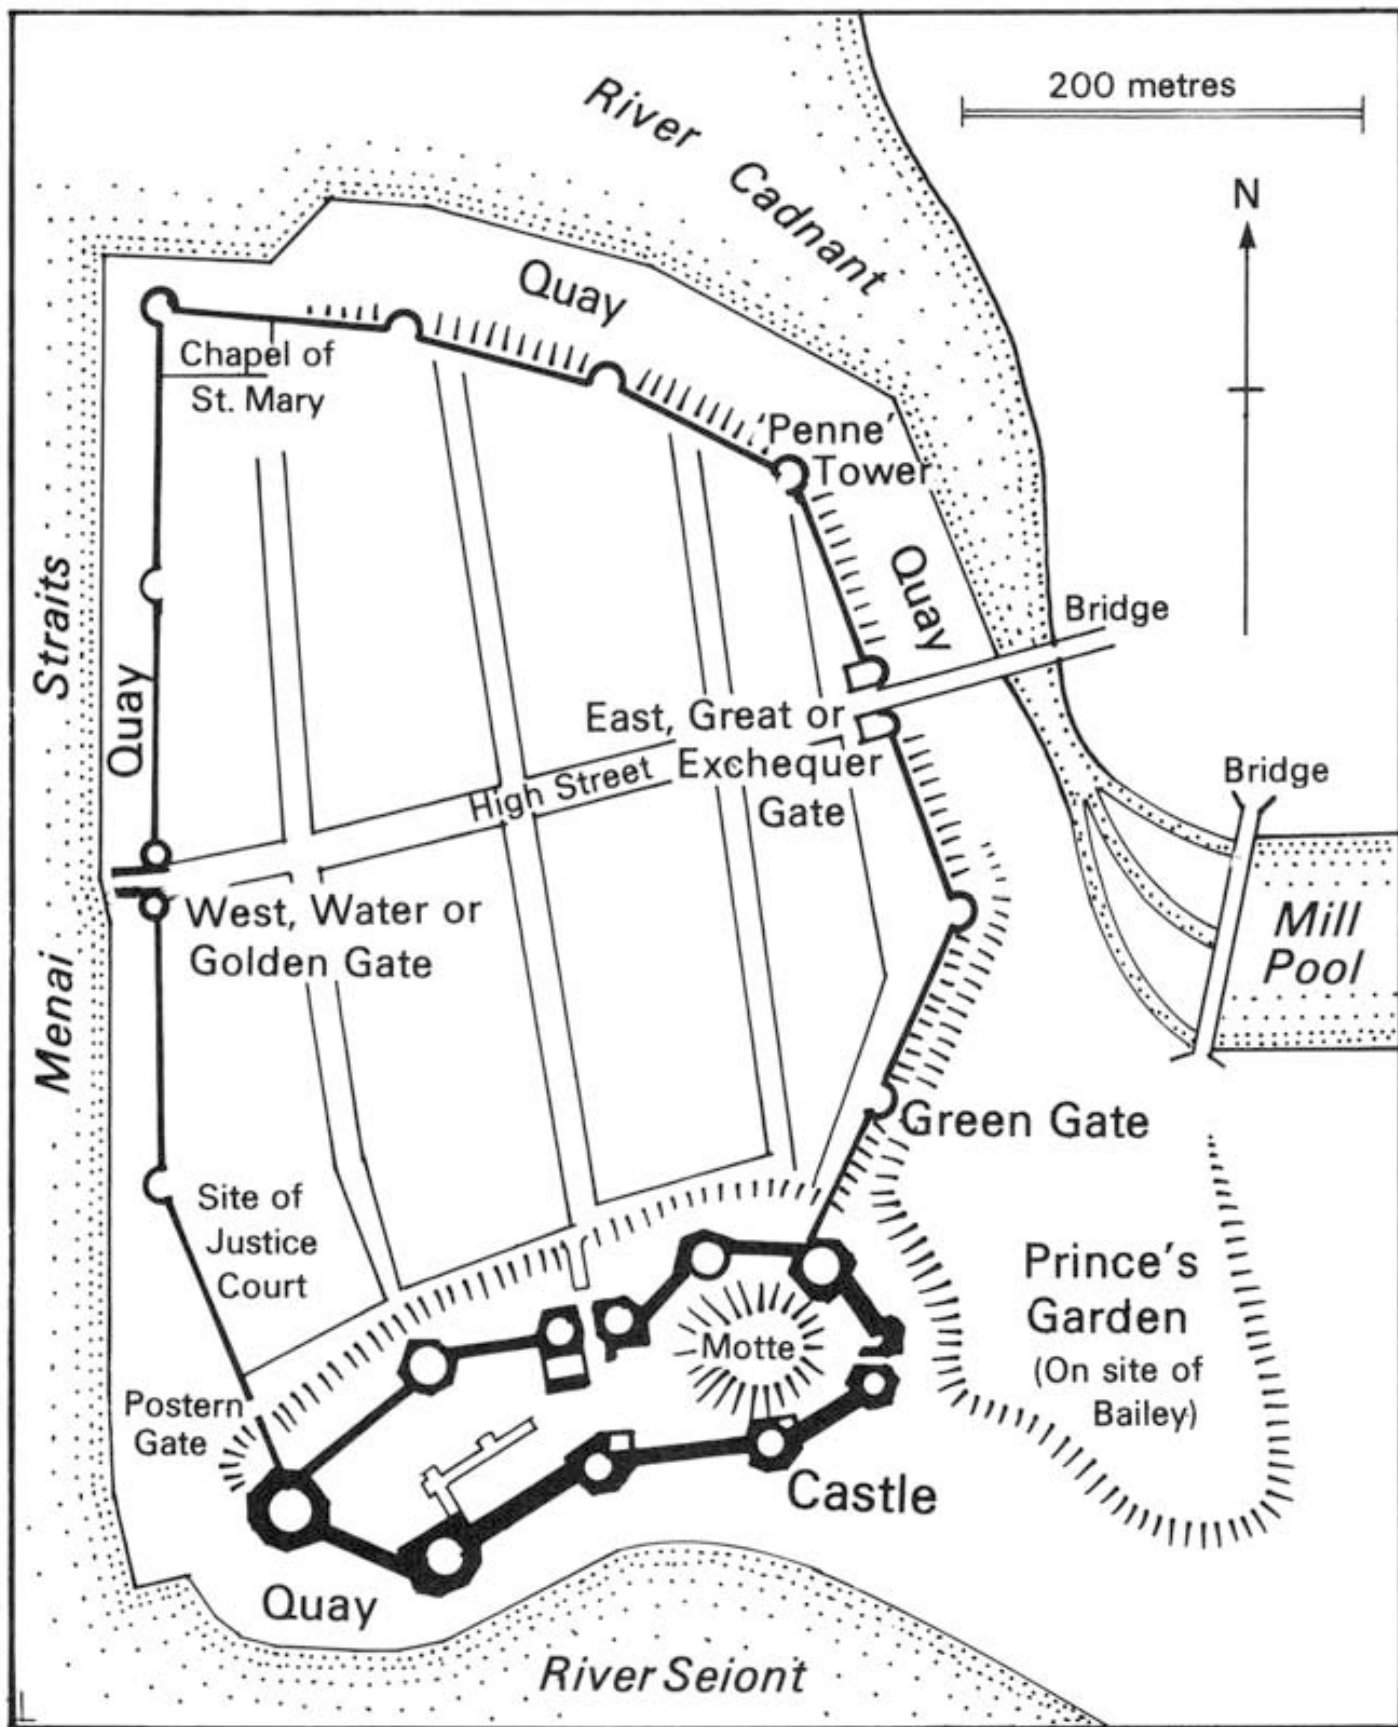 200 metres
River
Cadnant
N
Quay
Chapel of
St. Mary
'Penne'
Tower
Quay
Bridge
Straits
Menai
Quay
East, Great or
Exchequer
Gate
High Street
Bridge
West, Water or
Golden Gate
Mill
Pool
Green Gate
Site of
Justice
Court
Prince's
Garden
(On site of
Bailey)
Motte
Postern
Gate
Castle
Quay
River Seiont